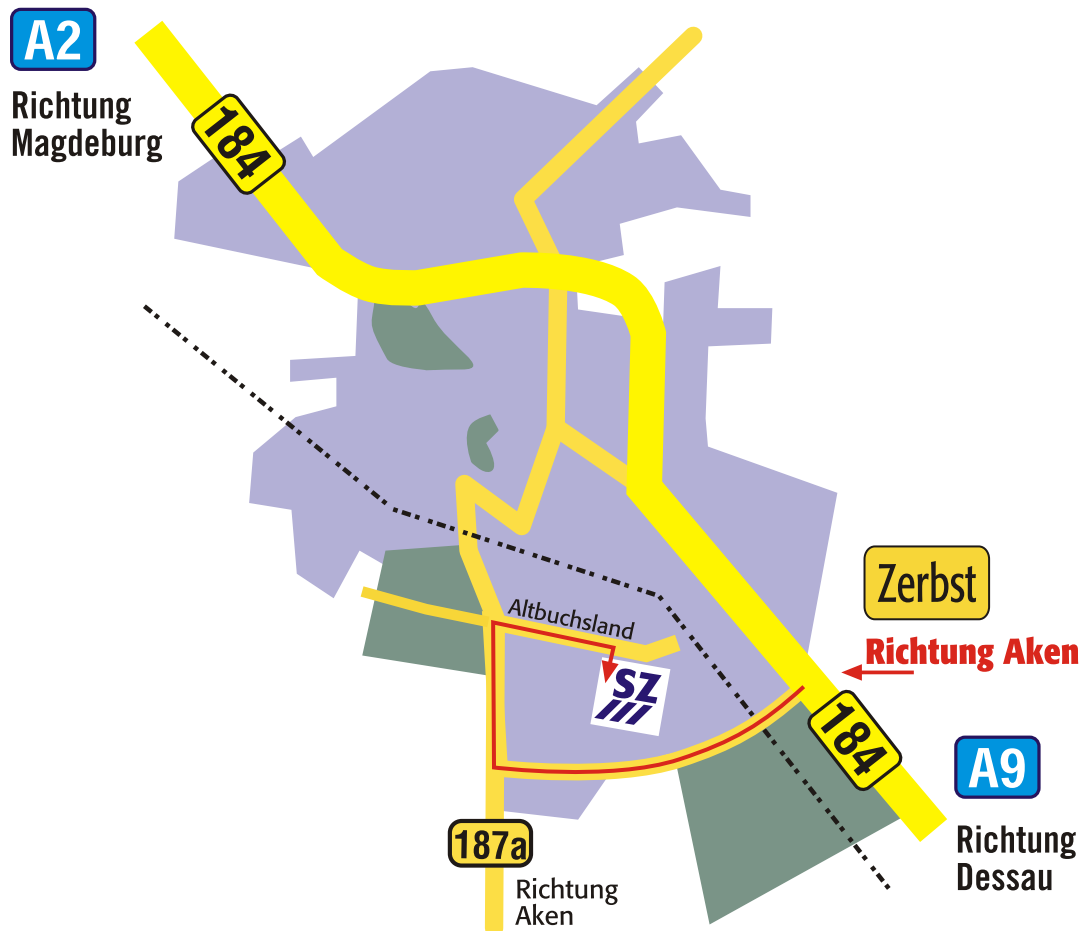 A2
Richtung
Magdeburg
184
Altbuchsland
SZ
Zerbst
Richtung Aken
184
A9
Richtung
Dessau
187a
Richtung
Aken